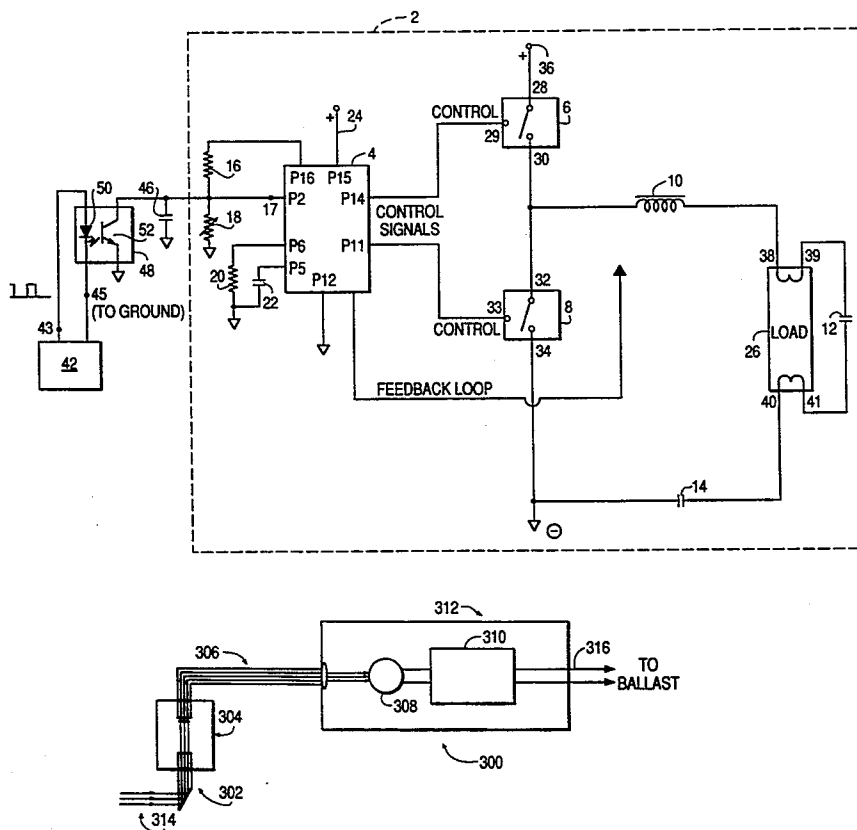 2
+
36
28
CONTROL
6
29
30
+
24
4
16
P16
P15
P2
P14
17
CONTROL
SIGNALS
18
P6
P11
20
P5
22
P12
50
46
52
48
45
(TO GROUND)
43
42
10
38
39
32
33
CONTROL
8
34
LOAD
26
12
40
41
FEEDBACK LOOP
14
⊖
312
310
316
306
TO
BALLAST
308
304
300
302
314